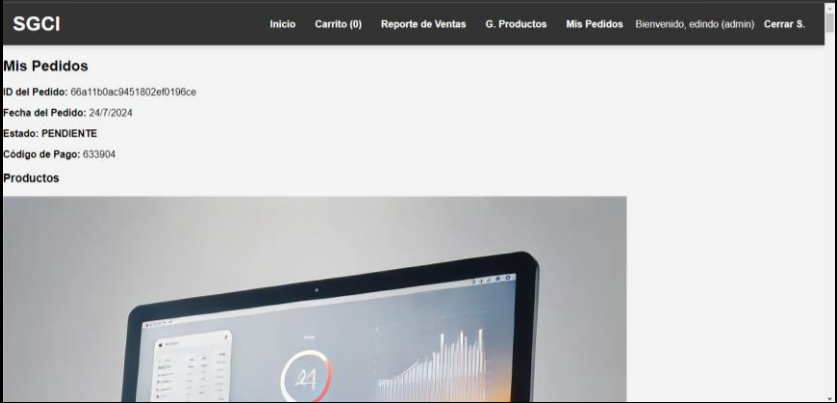 SGCI
Inicio Carrito (0) Reporte de Ventas G. Productos Mis Pedidos Bienvenido, edindo (admin) Cerrar S.
Mis Pedidos
ID del Pedido: 66a11b0ac9451802ef0196ce
Fecha del Pedido: 24/7/2024
Estado: PENDIENTE
Código de Pago: 633904
Productos
24